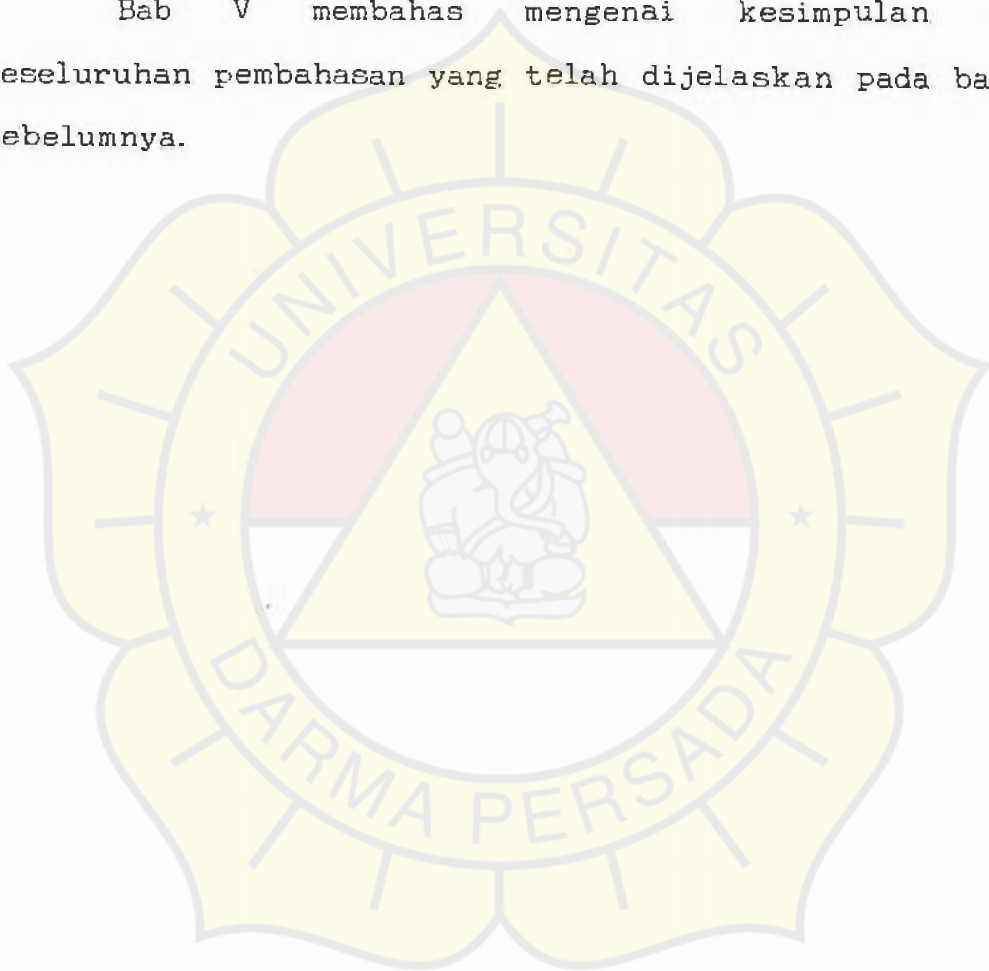 Bab V membahas mengenai kesimpulan
eseluruhan pembahasan yang telah dijelaskan pada ba
ebelumnya.
UNIVERSITAS
DARMA PERSADA